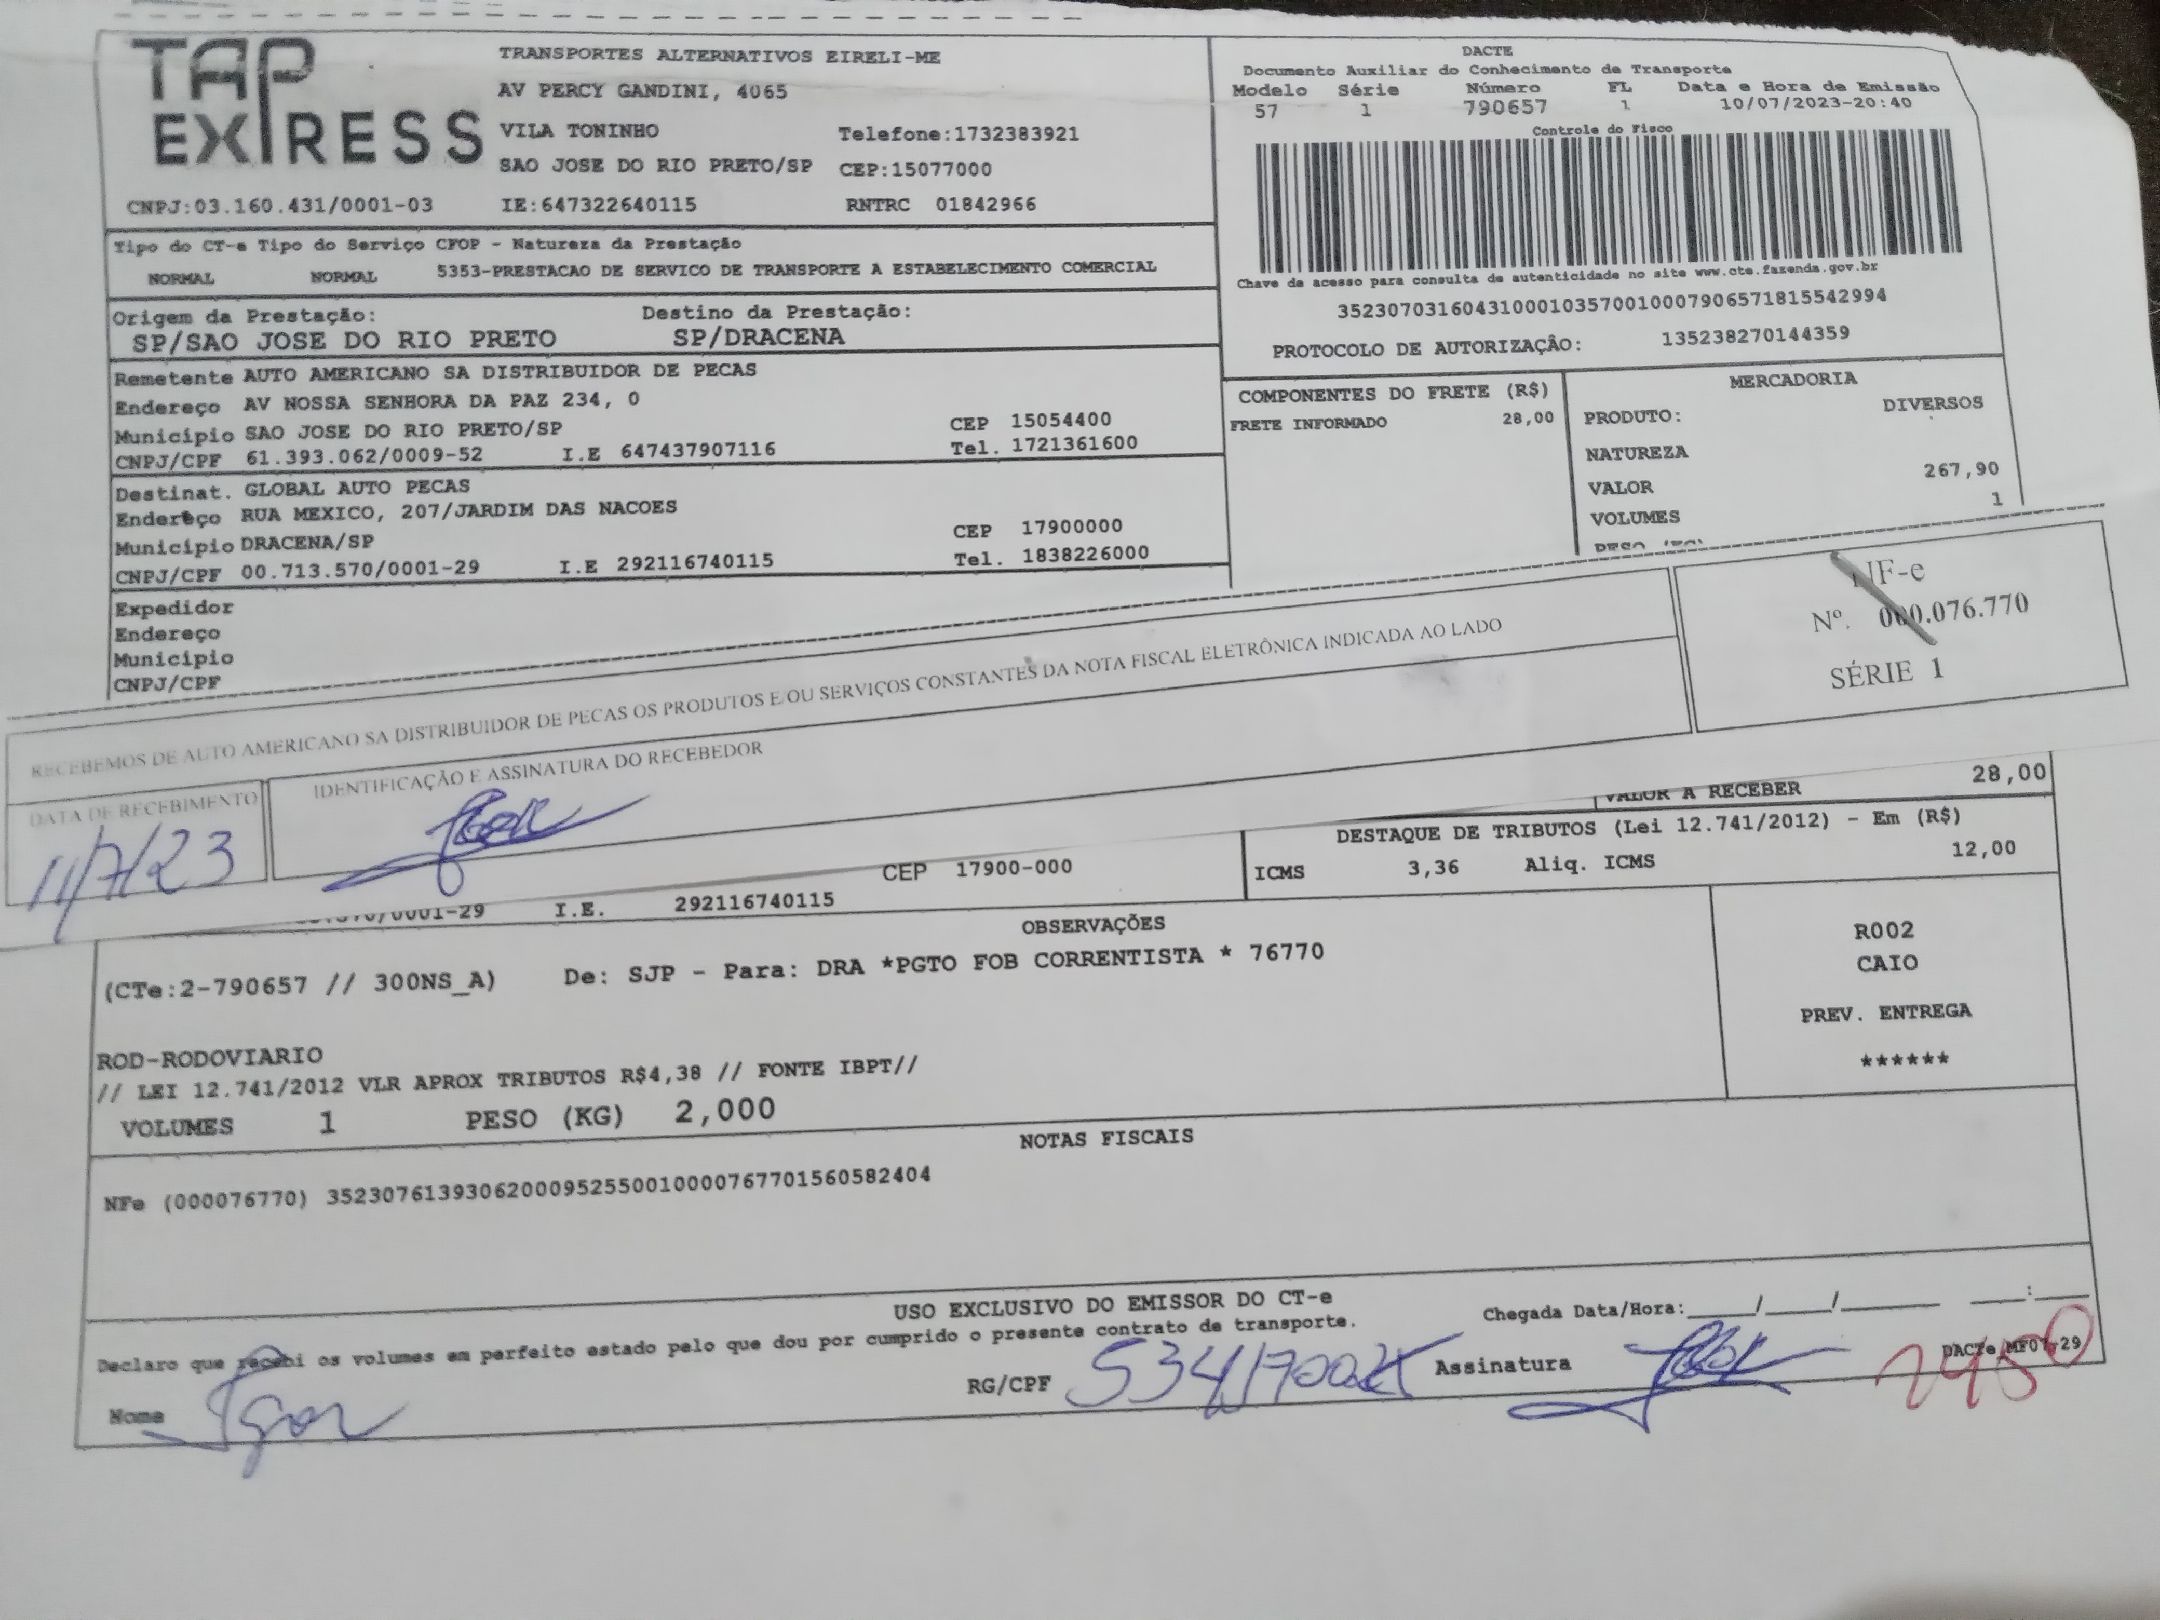 TAP EXPRESS
TRANSPORTES ALTERNATIVOS EIRELI-ME
AV PERCY GANDINI, 4065
VILA TONINHO Telefone:1732383921
SAO JOSE DO RIO PRETO/SP CEP:15077000
CNPJ:03.160.431/0001-03 IE:647322640115 RNTRC 01842966
DACTE
Documento Auxiliar do Conhecimento de Transporte
Modelo Série Número FL Data e Hora de Emissão
57 1 790657 1 10/07/2023-20:40
Controle do Fisco
Chave de acesso para consulta de autenticidade no site www.cte.fazenda.gov.br
35230703160431000103570010007906571815542994
PROTOCOLO DE AUTORIZAÇÃO: 135238270144359
Tipo do CT-e Tipo do Serviço CFOP - Natureza da Prestação
NORMAL NORMAL 5353-PRESTACAO DE SERVICO DE TRANSPORTE A ESTABELECIMENTO COMERCIAL
Origem da Prestação: Destino da Prestação:
SP/SAO JOSE DO RIO PRETO SP/DRACENA
Remetente AUTO AMERICANO SA DISTRIBUIDOR DE PECAS
Endereço AV NOSSA SENHORA DA PAZ 234, 0
Município SAO JOSE DO RIO PRETO/SP CEP 15054400
CNPJ/CPF 61.393.062/0009-52 I.E 647437907116 Tel. 1721361600
Destinat. GLOBAL AUTO PECAS
Endereço RUA MEXICO, 207/JARDIM DAS NACOES
Município DRACENA/SP CEP 17900000
CNPJ/CPF 00.713.570/0001-29 I.E 292116740115 Tel. 1838226000
Expedidor
Endereço
Município
CNPJ/CPF
COMPONENTES DO FRETE (R$)
FRETE INFORMADO 28,00
MERCADORIA
PRODUTO: DIVERSOS
NATUREZA
VALOR 267,90
VOLUMES 1
NF-e
Nº. 000.076.770
SÉRIE 1
RECEBEMOS DE AUTO AMERICANO SA DISTRIBUIDOR DE PECAS OS PRODUTOS E/OU SERVIÇOS CONSTANTES DA NOTA FISCAL ELETRÔNICA INDICADA AO LADO
DATA DE RECEBIMENTO IDENTIFICAÇÃO E ASSINATURA DO RECEBEDOR
11/7/23 Igor
VALOR A RECEBER 28,00
DESTAQUE DE TRIBUTOS (Lei 12.741/2012) - Em (R$)
ICMS 3,36 Aliq. ICMS 12,00
CEP 17900-000
/0001-29 I.E. 292116740115
OBSERVAÇÕES
(CTe:2-790657 // 300NS_A) De: SJP - Para: DRA *PGTO FOB CORRENTISTA * 76770
R002
CAIO
PREV. ENTREGA
******
ROD-RODOVIARIO
// LEI 12.741/2012 VLR APROX TRIBUTOS R$4,38 // FONTE IBPT//
VOLUMES 1 PESO (KG) 2,000
NOTAS FISCAIS
NFe (000076770) 35230761393062000952550010000767701560582404
USO EXCLUSIVO DO EMISSOR DO CT-e
Chegada Data/Hora:____/____/______ ___:___
Declaro que recebi os volumes em perfeito estado pelo que dou por cumprido o presente contrato de transporte.
Nome Igor RG/CPF Assinatura Igor